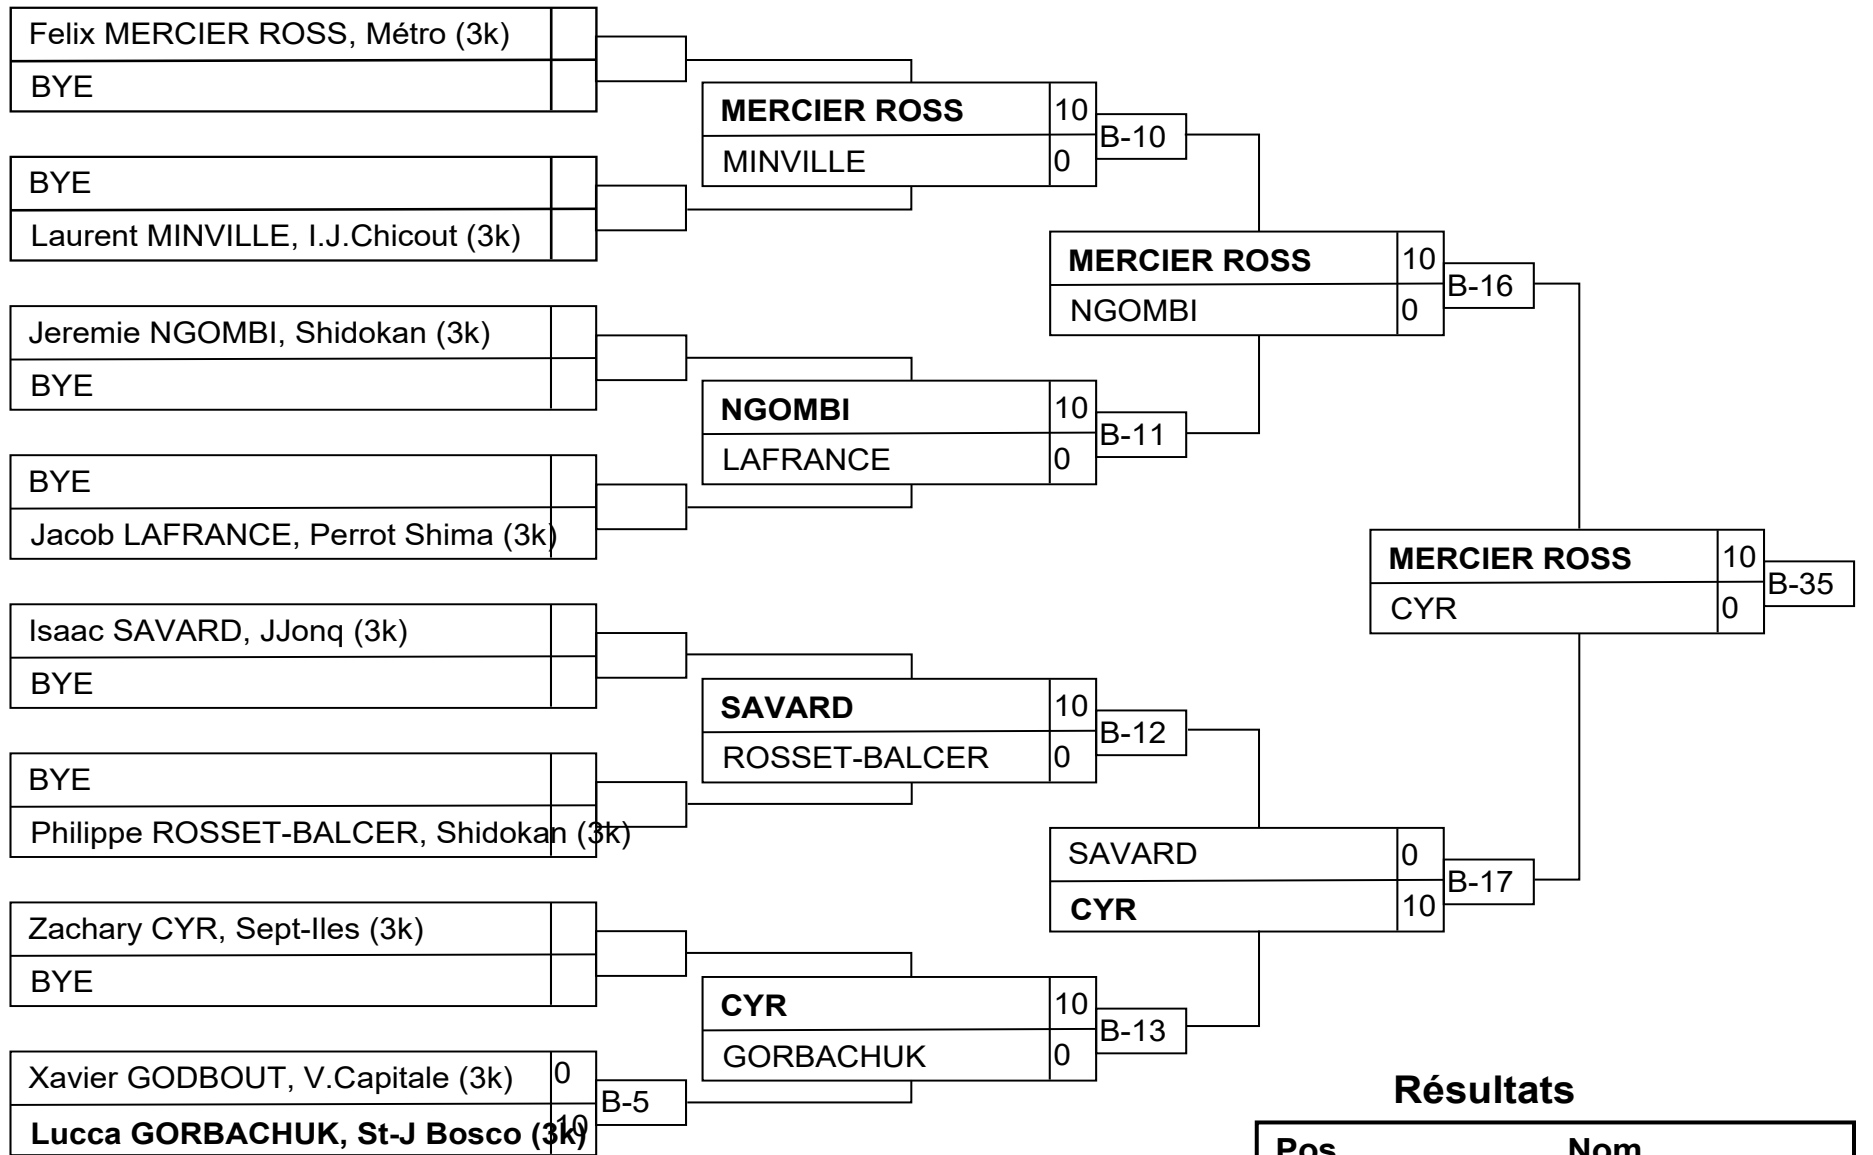 Felix MERCIER ROSS, Métro (3k)
BYE
BYE
Laurent MINVILLE, I.J.Chicout (3k)
Jeremie NGOMBI, Shidokan (3k)
BYE
BYE
Jacob LAFRANCE, Perrot Shima (3k)
Isaac SAVARD, JJonq (3k)
BYE
BYE
Philippe ROSSET-BALCER, Shidokan (3k)
Zachary CYR, Sept-Iles (3k)
BYE
Xavier GODBOUT, V.Capitale (3k) 0
Lucca GORBACHUK, St-J Bosco (3k) 10
B-5
MERCIER ROSS 10
MINVILLE 0
B-10
NGOMBI 10
LAFRANCE 0
B-11
SAVARD 10
ROSSET-BALCER 0
B-12
CYR 10
GORBACHUK 0
B-13
MERCIER ROSS 10
NGOMBI 0
B-16
SAVARD 0
CYR 10
B-17
MERCIER ROSS 10
CYR 0
B-35
Résultats
Pos Nom